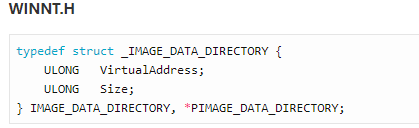 WINNT.H
typedef struct _IMAGE_DATA_DIRECTORY {
    ULONG   VirtualAddress;
    ULONG   Size;
} IMAGE_DATA_DIRECTORY, *PIMAGE_DATA_DIRECTORY;